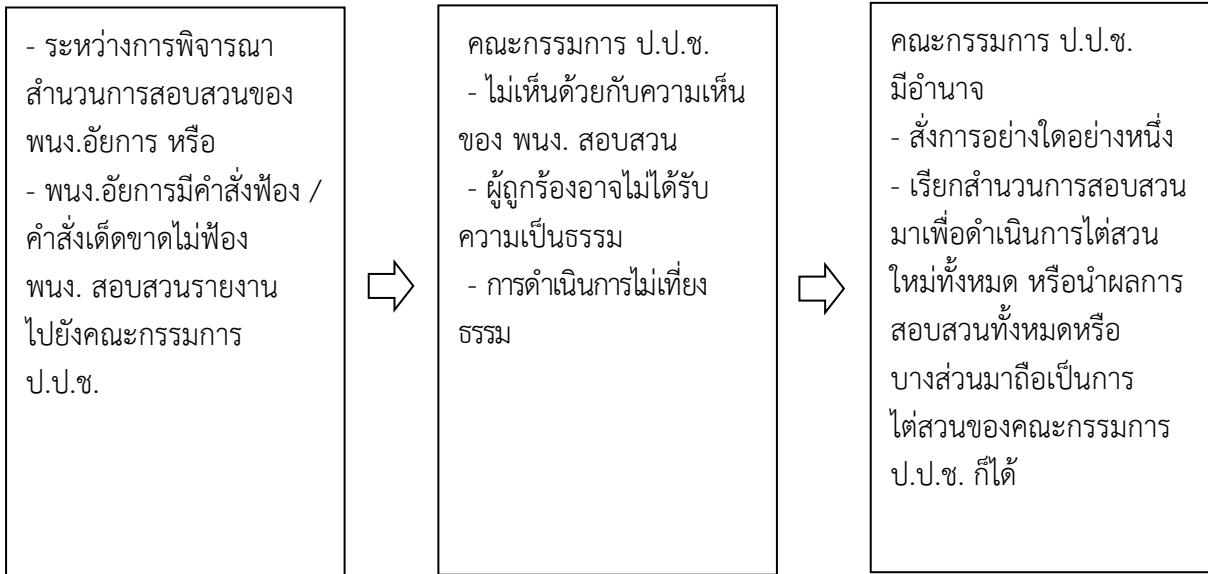 - ระหว่างการพิจารณา
สำนวนการสอบสวนของ
พนง.อัยการ หรือ
- พนง.อัยการมีคำสั่งฟ้อง /
คำสั่งเด็ดขาดไม่ฟ้อง
พนง. สอบสวนรายงาน
ไปยังคณะกรรมการ
ป.ป.ช.
คณะกรรมการ ป.ป.ช.
- ไม่เห็นด้วยกับความเห็น
ของ พนง. สอบสวน
- ผู้ถูกร้องอาจไม่ได้รับ
ความเป็นธรรม
- การดำเนินการไม่เที่ยง
ธรรม
คณะกรรมการ ป.ป.ช.
มีอำนาจ
- สั่งการอย่างใดอย่างหนึ่ง
- เรียกสำนวนการสอบสวน
มาเพื่อดำเนินการไต่สวน
ใหม่ทั้งหมด หรือนำผลการ
สอบสวนทั้งหมดหรือ
บางส่วนมาถือเป็นการ
ไต่สวนของคณะกรรมการ
ป.ป.ช. ก็ได้